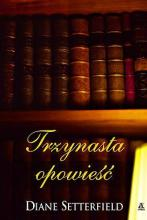 Trzynasta
opowieść
DIANE SETTERFIELD